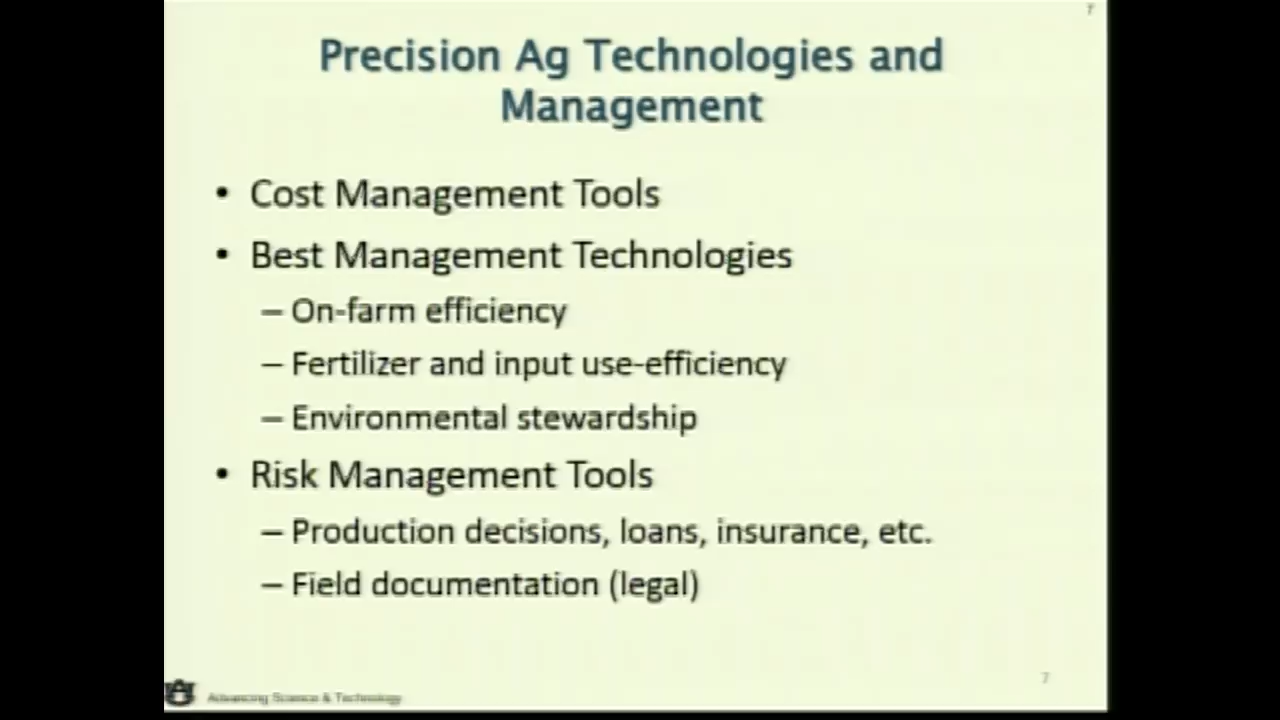 7
Precision Ag Technologies and
Management
• Cost Management Tools
• Best Management Technologies
– On-farm efficiency
– Fertilizer and input use-efficiency
– Environmental stewardship
• Risk Management Tools
– Production decisions, loans, insurance, etc.
– Field documentation (legal)
7
Advancing Science & Technology